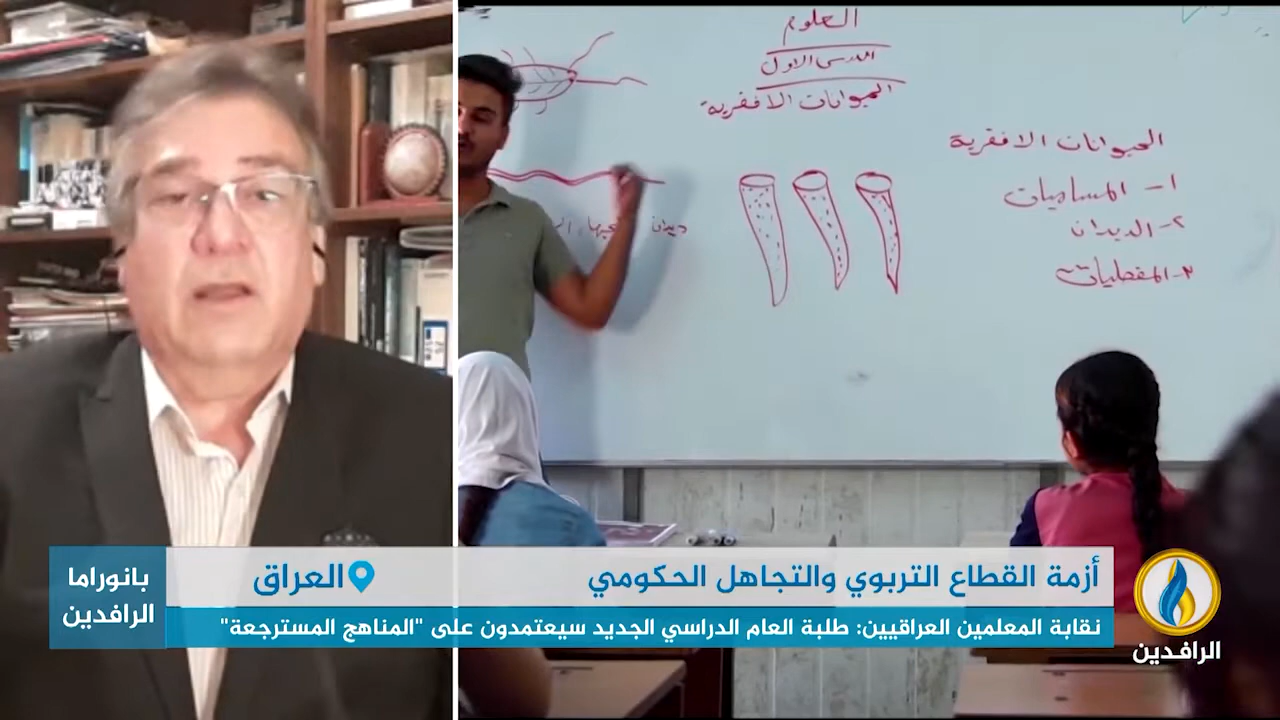 العلوم
الدرس الاول
الحيوانات الافقرية
الحيوانات الافقرية
١- المساميات
٢- الديدان
٣- المفصليات
ديدان
أزمة القطاع التربوي والتجاهل الحكومي
العراق
نقابة المعلمين العراقيين: طلبة العام الدراسي الجديد سيعتمدون على "المناهج المسترجعة"
بانوراما
الرافدين
الرافدين